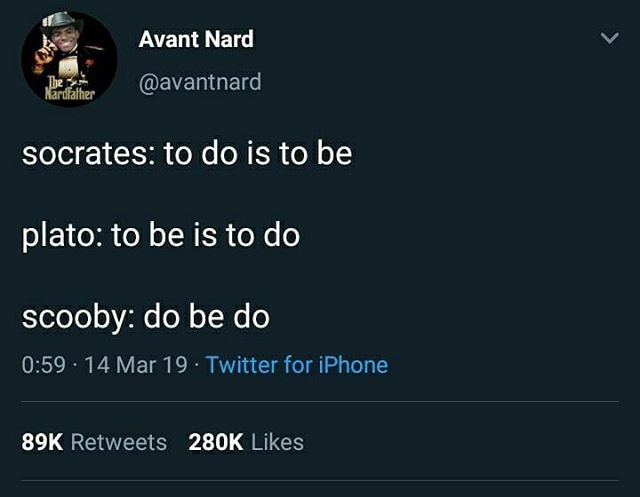 The
Nardfather
Avant Nard
@avantnard
socrates: to do is to be
plato: to be is to do
scooby: do be do
0:59 · 14 Mar 19 · Twitter for iPhone
89K Retweets 280K Likes